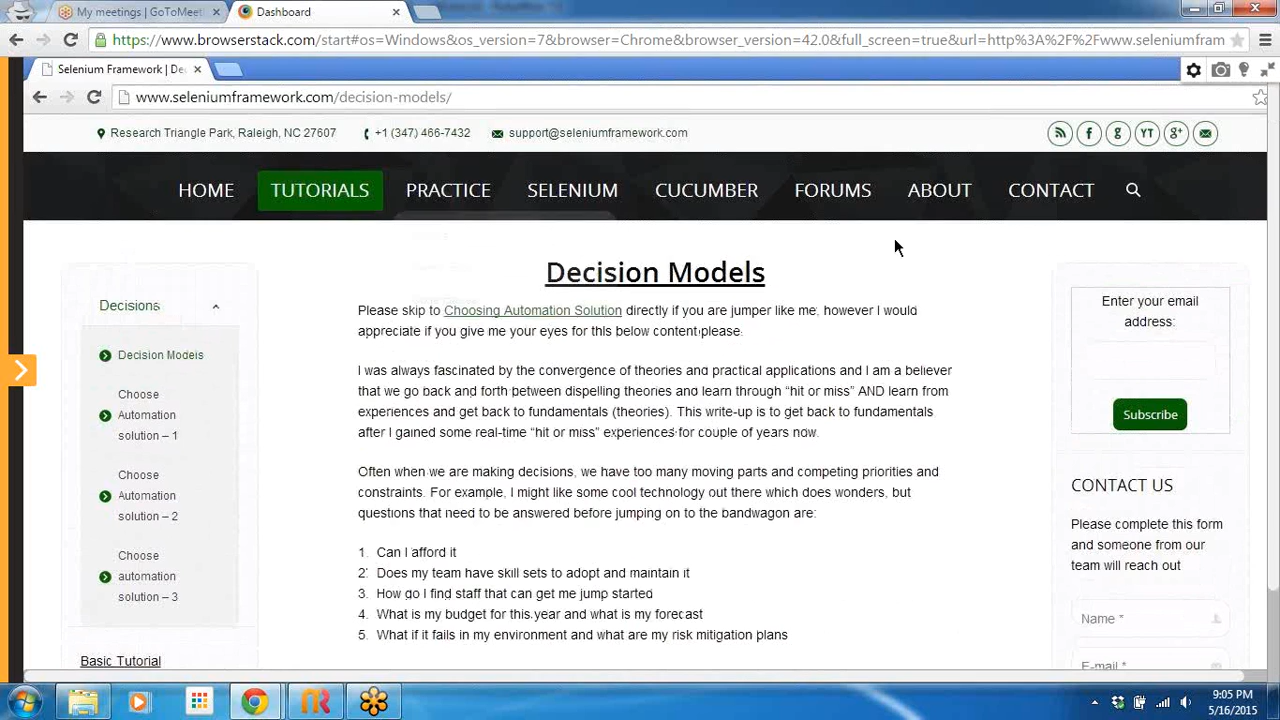 My meetings | GoToMeeti
Dashboard
https://www.browserstack.com/start#os=Windows&os_version=7&browser=Chrome&browser_version=42.0&full_screen=true&url=http%3A%2F%2Fwww.seleniumfram
Selenium Framework | De
www.seleniumframework.com/decision-models/
Research Triangle Park, Raleigh, NC 27607 +1 (347) 466-7432 support@seleniumframework.com
YT
HOME TUTORIALS PRACTICE SELENIUM CUCUMBER FORUMS ABOUT CONTACT
Decisions
Decision Models
Choose
Automation
solution – 1
Choose
Automation
solution – 2
Choose
automation
solution – 3
Basic Tutorial
Decision Models
Please skip to Choosing Automation Solution directly if you are jumper like me, however I would
appreciate if you give me your eyes for this below content please.
I was always fascinated by the convergence of theories and practical applications and I am a believer
that we go back and forth between dispelling theories and learn through “hit or miss” AND learn from
experiences and get back to fundamentals (theories). This write-up is to get back to fundamentals
after I gained some real-time “hit or miss” experiences for couple of years now.
Often when we are making decisions, we have too many moving parts and competing priorities and
constraints. For example, I might like some cool technology out there which does wonders, but
questions that need to be answered before jumping on to the bandwagon are:
1. Can I afford it
2. Does my team have skill sets to adopt and maintain it
3. How go I find staff that can get me jump started
4. What is my budget for this year and what is my forecast
5. What if it fails in my environment and what are my risk mitigation plans
Enter your email
address:
Subscribe
CONTACT US
Please complete this form
and someone from our
team will reach out
Name *
E-mail *
9:05 PM
5/16/2015